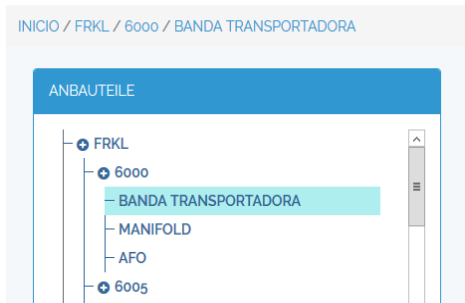 INICIO / FRKL / 6000 / BANDA TRANSPORTADORA
ANBAUTEILE
FRKL
6000
BANDA TRANSPORTADORA
MANIFOLD
AFO
6005